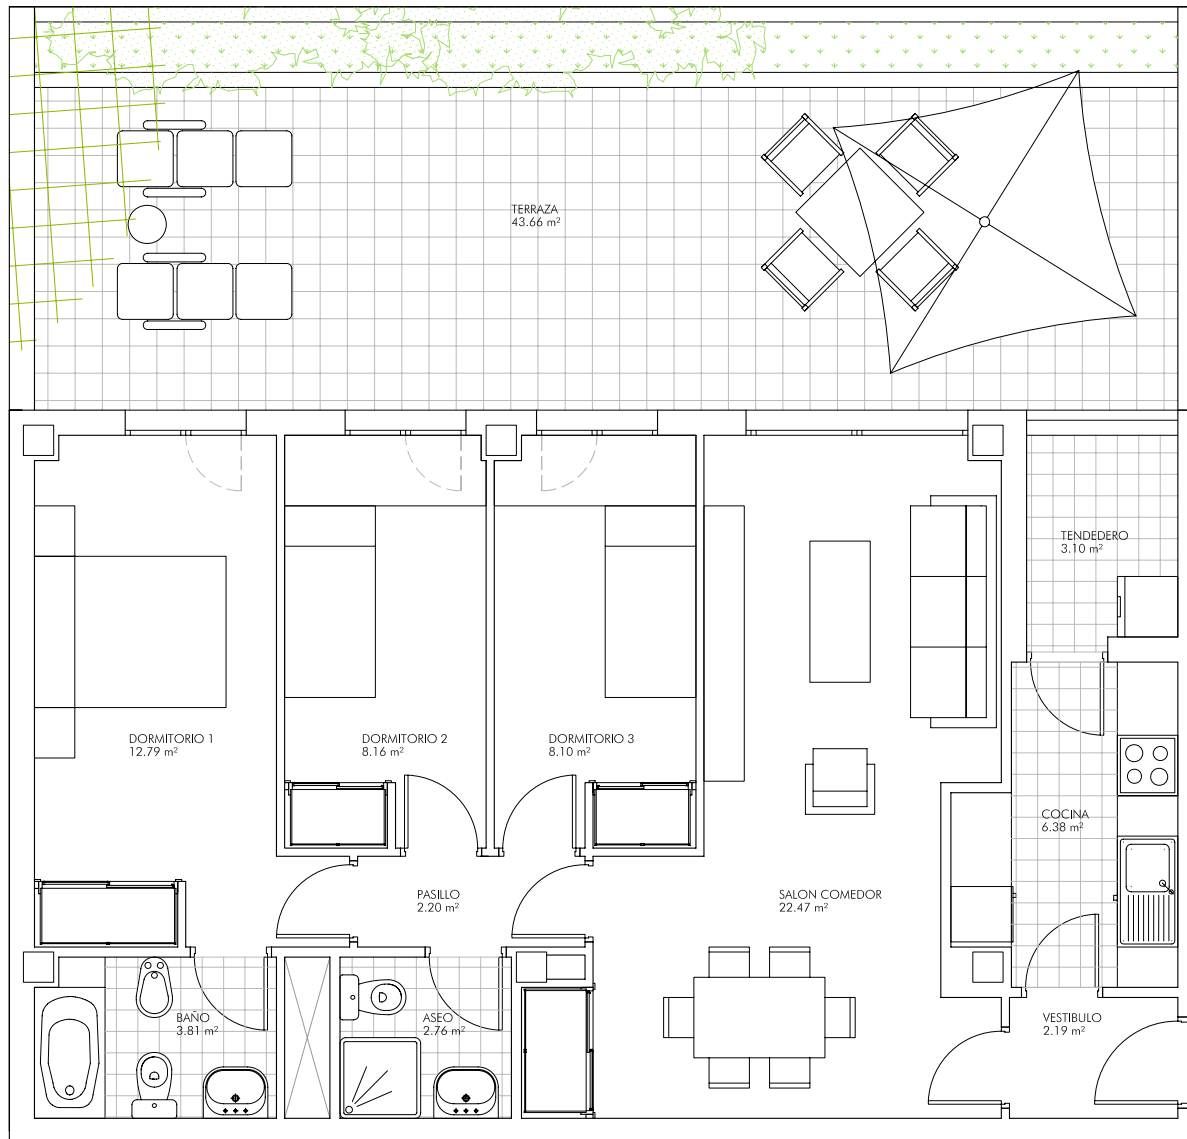 TERRAZA
43.66 m²
TENDEDERO
3.10 m²
DORMITORIO 1
12.79 m²
DORMITORIO 2
8.16 m²
DORMITORIO 3
8.10 m²
COCINA
6.38 m²
PASILLO
2.20 m²
SALON COMEDOR
22.47 m²
BAÑO
3.81 m²
ASEO
2.76 m²
VESTIBULO
2.19 m²